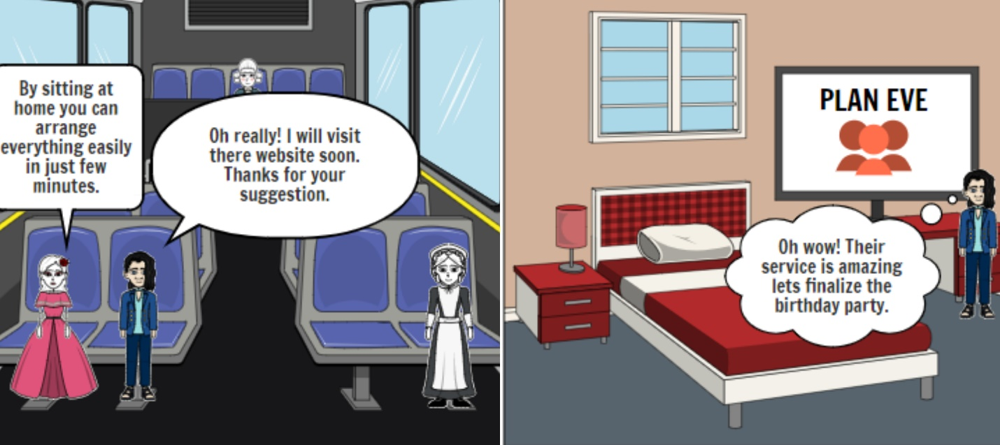 By sitting at
home you can
arrange
everything easily
in just few
minutes.
Oh really! I will visit
there website soon.
Thanks for your
suggestion.
PLAN EVE
Oh wow! Their
service is amazing
lets finalize the
birthday party.